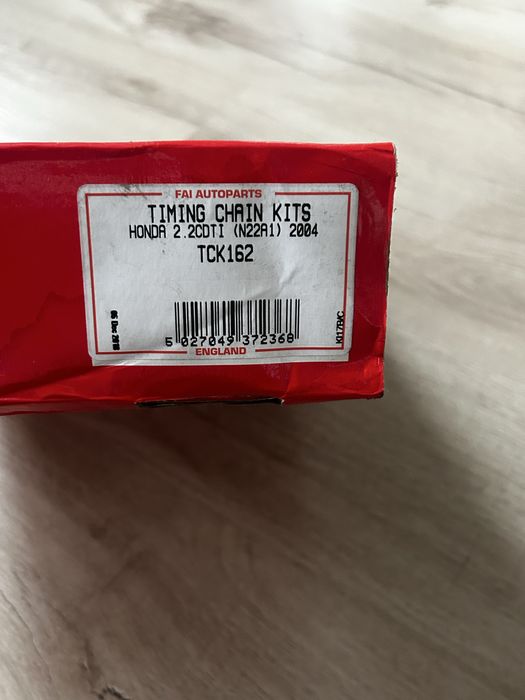 FAI AUTOPARTS
TIMING CHAIN KITS
HONDA 2.2CDTI (N22A1) 2004
TCK162
5 027049 372368
ENGLAND